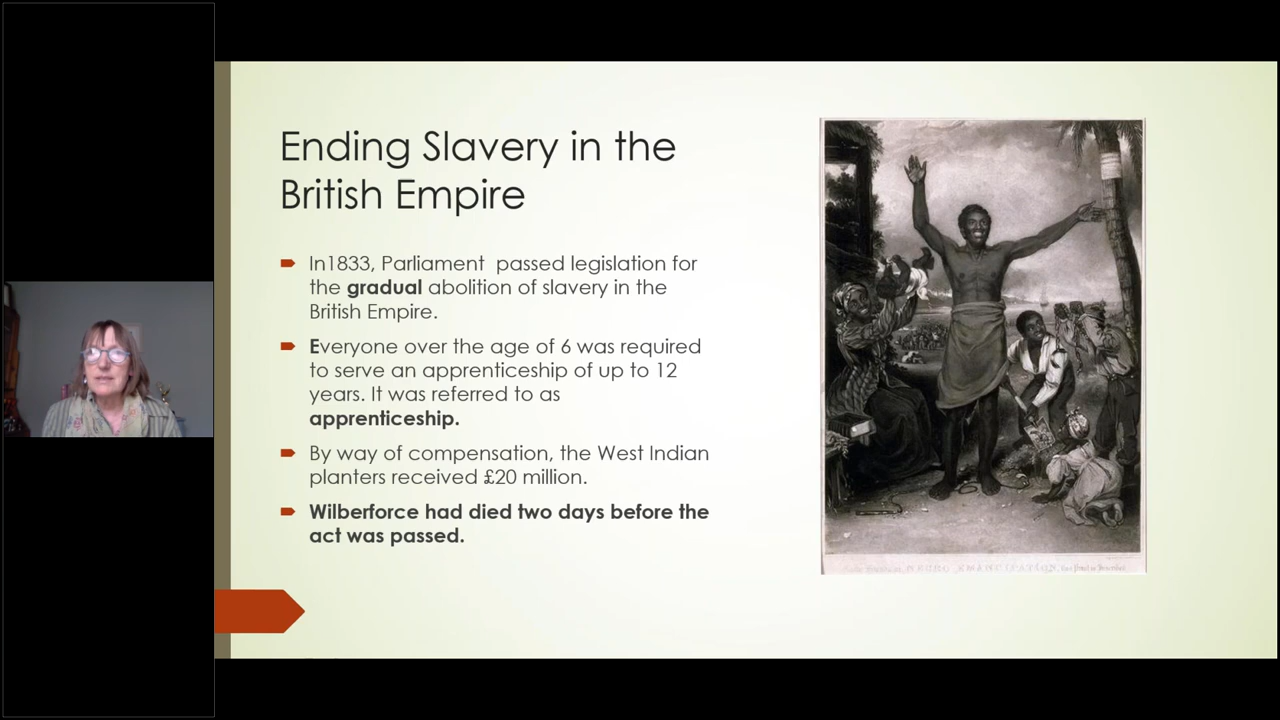 Ending Slavery in the
British Empire
In1833, Parliament  passed legislation for
the gradual abolition of slavery in the
British Empire.
Everyone over the age of 6 was required
to serve an apprenticeship of up to 12
years. It was referred to as
apprenticeship.
By way of compensation, the West Indian
planters received £20 million.
Wilberforce had died two days before the
act was passed.